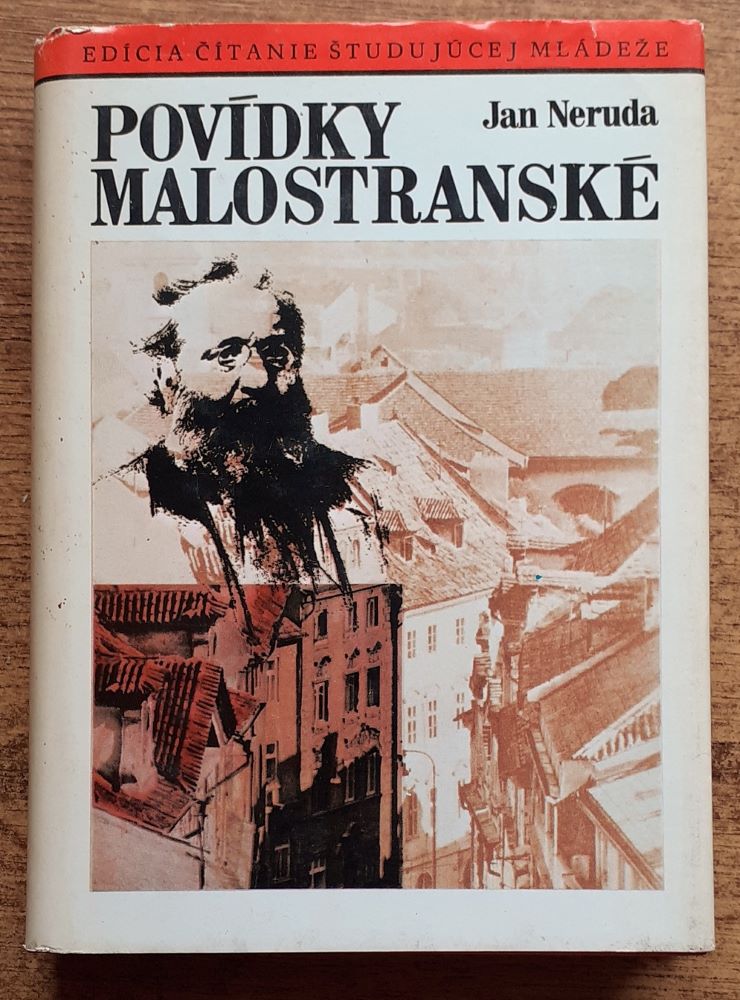 EDÍCIA ČÍTANIE ŠTUDUJÚCEJ MLÁDEŽE
POVÍDKY
Jan Neruda
MALOSTRANSKÉ